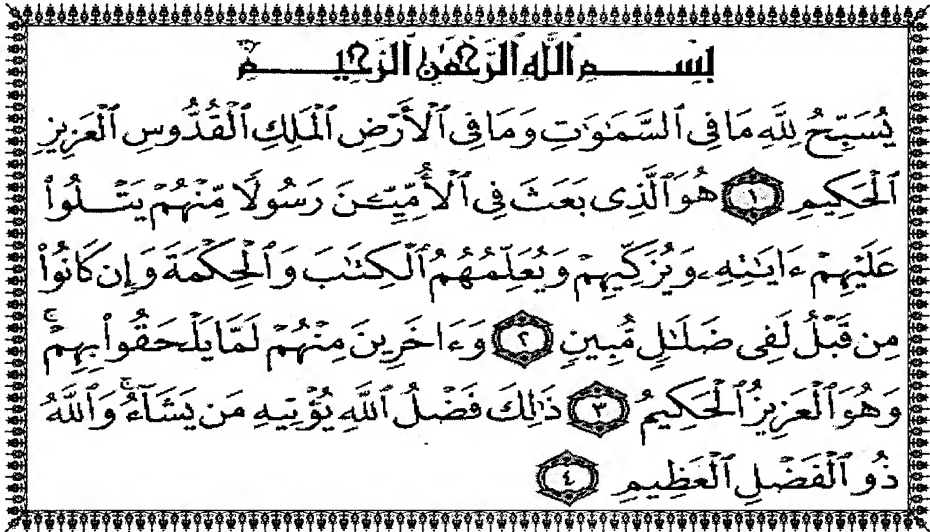 بِسْمِ ٱللَّهِ ٱلرَّحْمَٰنِ ٱلرَّحِيمِ
يُسَبِّحُ لِلَّهِ مَا فِى ٱلسَّمَٰوَٰتِ وَمَا فِى ٱلْأَرْضِ ٱلْمَلِكِ ٱلْقُدُّوسِ ٱلْعَزِيزِ
ٱلْحَكِيمِ ١ هُوَ ٱلَّذِى بَعَثَ فِى ٱلْأُمِّيِّۦنَ رَسُولًا مِّنْهُمْ يَتْلُوا۟
عَلَيْهِمْ ءَايَٰتِهِۦ وَيُزَكِّيهِمْ وَيُعَلِّمُهُمُ ٱلْكِتَٰبَ وَٱلْحِكْمَةَ وَإِن كَانُوا۟
مِن قَبْلُ لَفِى ضَلَٰلٍ مُّبِينٍ ٢ وَءَاخَرِينَ مِنْهُمْ لَمَّا يَلْحَقُوا۟ بِهِمْ ۚ
وَهُوَ ٱلْعَزِيزُ ٱلْحَكِيمُ ٣ ذَٰلِكَ فَضْلُ ٱللَّهِ يُؤْتِيهِ مَن يَشَآءُ ۚ وَٱللَّهُ
ذُو ٱلْفَضْلِ ٱلْعَظِيمِ ٤